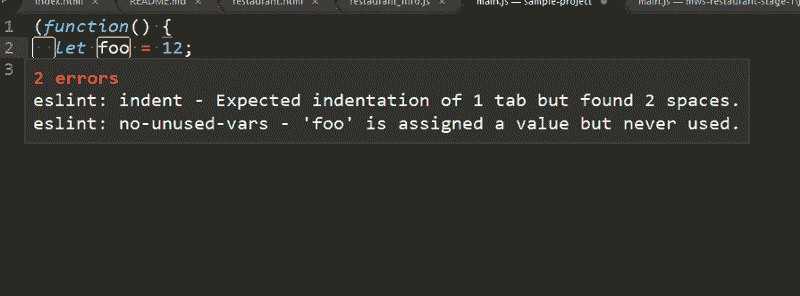 index.html × README.md × restaurant.html × restaurant_info.js × main.js — sample-project main.js — mws-restaurant-stage-1
1 (function() {
2 let foo = 12;
3
2 errors
eslint: indent - Expected indentation of 1 tab but found 2 spaces.
eslint: no-unused-vars - 'foo' is assigned a value but never used.